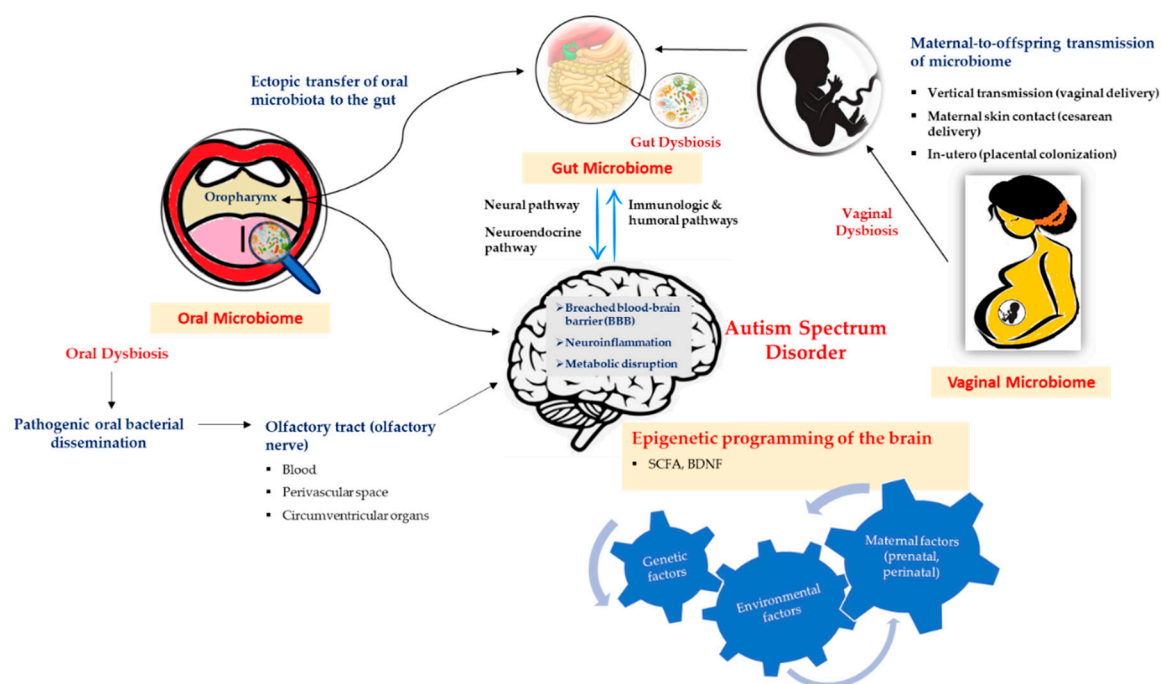 Ectopic transfer of oral
microbiota to the gut
Oropharynx
Oral Microbiome
Oral Dysbiosis
Pathogenic oral bacterial
dissemination
Olfactory tract (olfactory
nerve)
▪ Blood
▪ Perivascular space
▪ Circumventricular organs
Gut Dysbiosis
Gut Microbiome
Neural pathway
Neuroendocrine
pathway
Immunologic &
humoral pathways
➢Breached blood-brain
barrier (BBB)
➢Neuroinflammation
➢Metabolic disruption
Autism Spectrum
Disorder
Maternal-to-offspring transmission
of microbiome
▪ Vertical transmission (vaginal delivery)
▪ Maternal skin contact (cesarean
delivery)
▪ In-utero (placental colonization)
Vaginal
Dysbiosis
Vaginal Microbiome
Epigenetic programming of the brain
▪ SCFA, BDNF
Genetic
factors
Environmental
factors
Maternal factors
(prenatal,
perinatal)